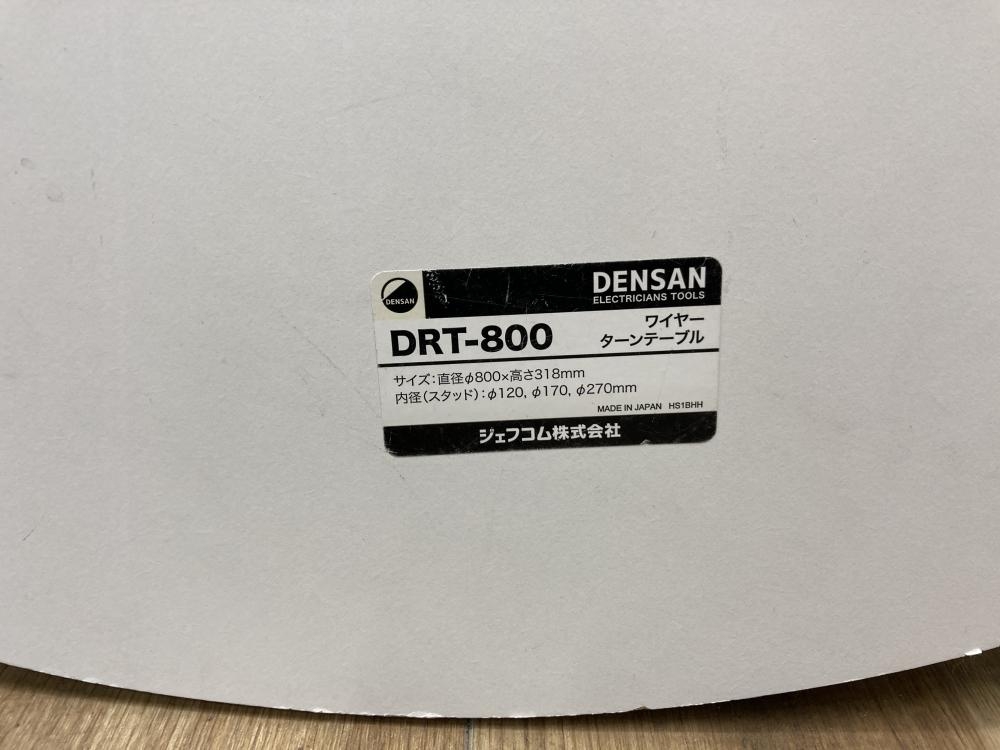 DENSAN
DENSAN
ELECTRICIANS TOOLS
DRT-800
ワイヤー
ターンテーブル
サイズ:直径φ800×高さ318mm
内径(スタッド):φ120, φ170, φ270mm
MADE IN JAPAN HS1BHH
ジェフコム株式会社